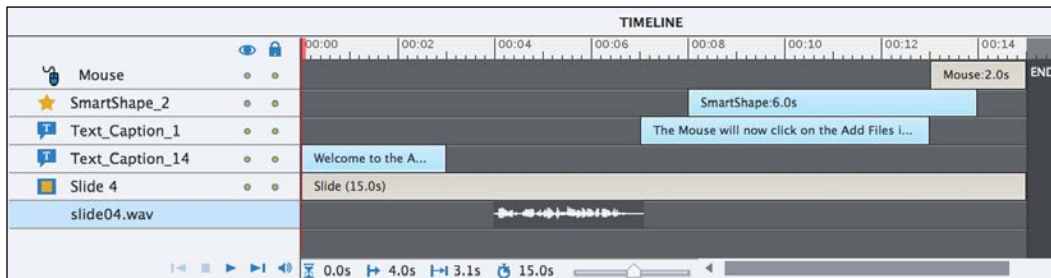 TIMELINE
00:00 00:02 00:04 00:06 00:08 00:10 00:12 00:14
Mouse Mouse:2.0s END
SmartShape_2 SmartShape:6.0s
Text_Caption_1 The Mouse will now click on the Add Files i...
Text_Caption_14 Welcome to the A...
Slide 4 Slide (15.0s)
slide04.wav
0.0s 4.0s 3.1s 15.0s